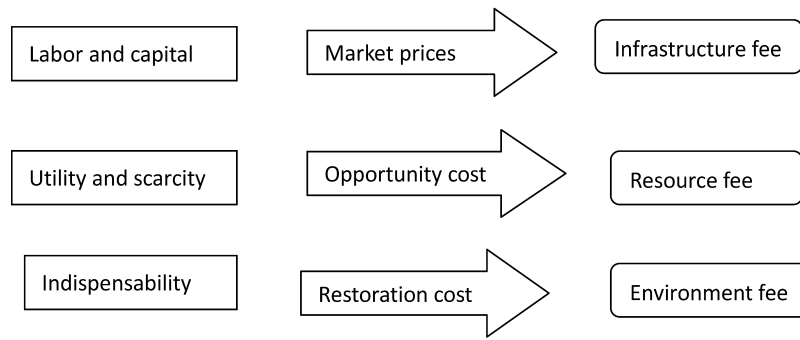 Labor and capital
Market prices
Infrastructure fee
Utility and scarcity
Opportunity cost
Resource fee
Indispensability
Restoration cost
Environment fee